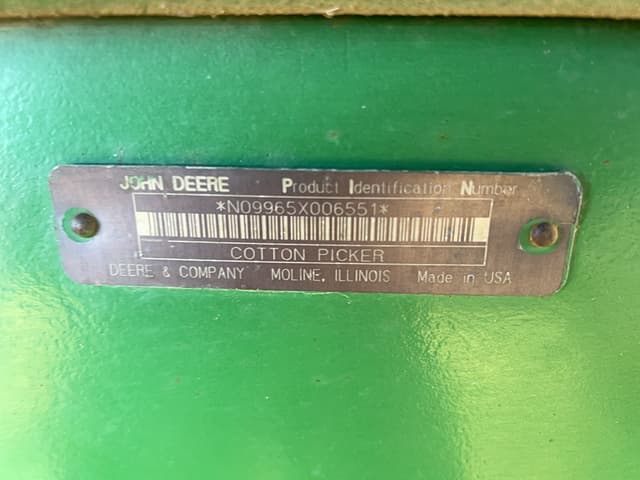 JOHN DEERE Product Identification Number
*N09965X006551*
COTTON PICKER
DEERE & COMPANY MOLINE, ILLINOIS Made in USA